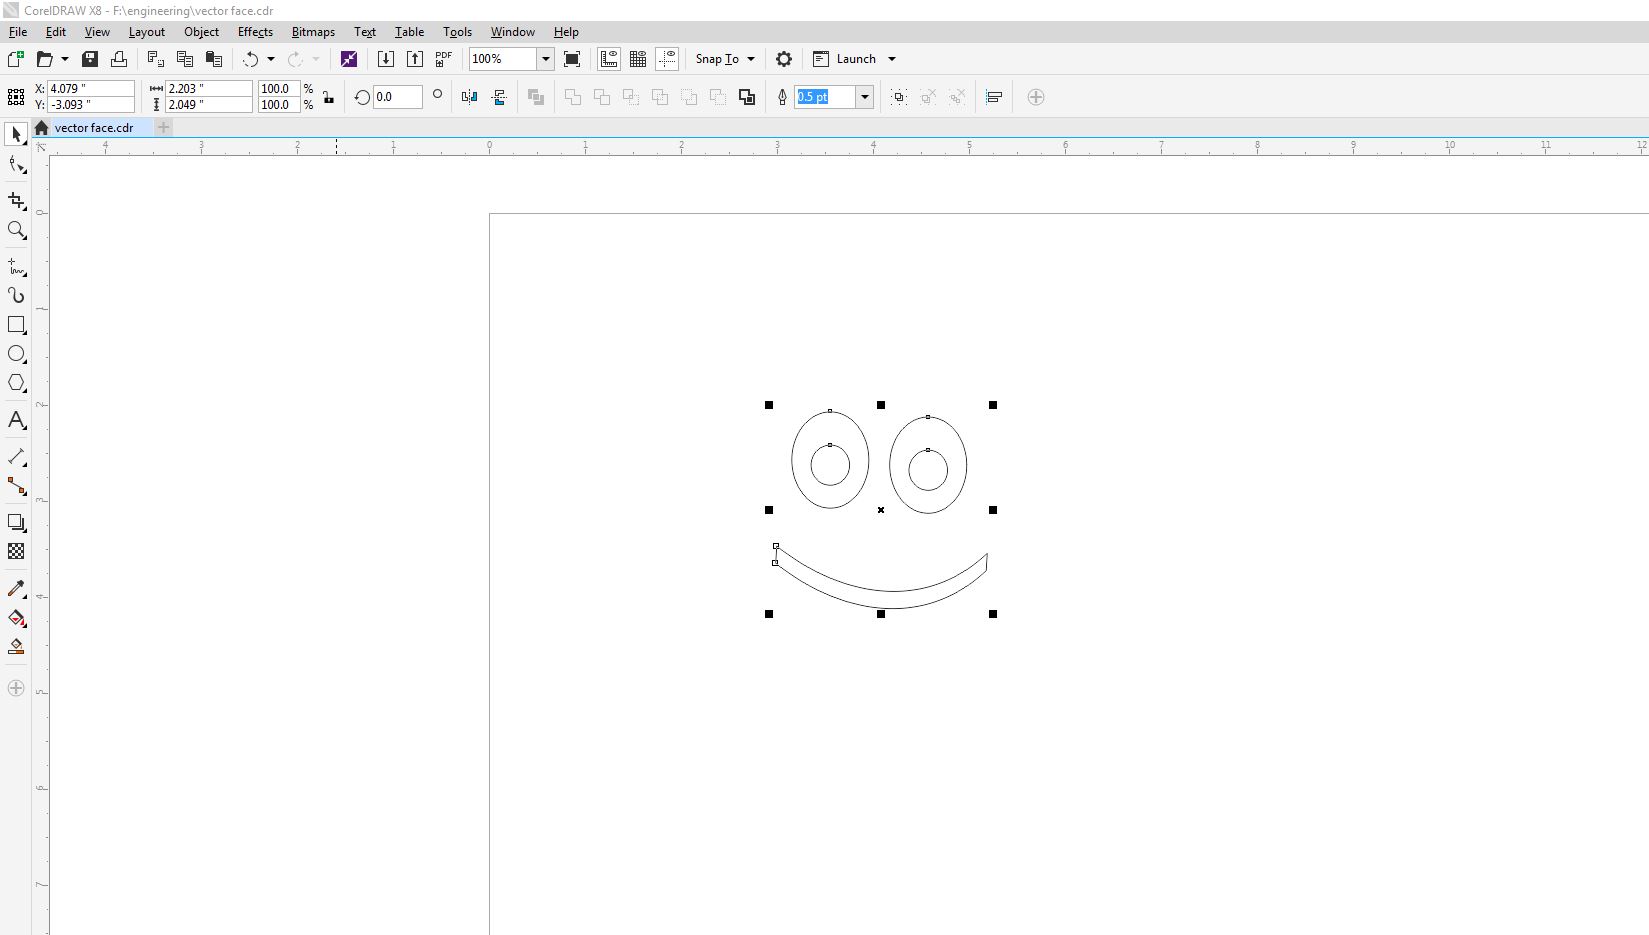 CorelDRAW X8 - F:\engineering\vector face.cdr
File Edit View Layout Object Effects Bitmaps Text Table Tools Window Help
PDF 100% Snap To Launch
X: 4.079 " 2.203 " 100.0 %
Y: -3.093 " 2.049 " 100.0 %
0.0 0.5 pt
vector face.cdr
4 3 2 1 0 1 2 3 4 5 6 7 8 9 10 11 12
0
1
2
3
4
5
6
7